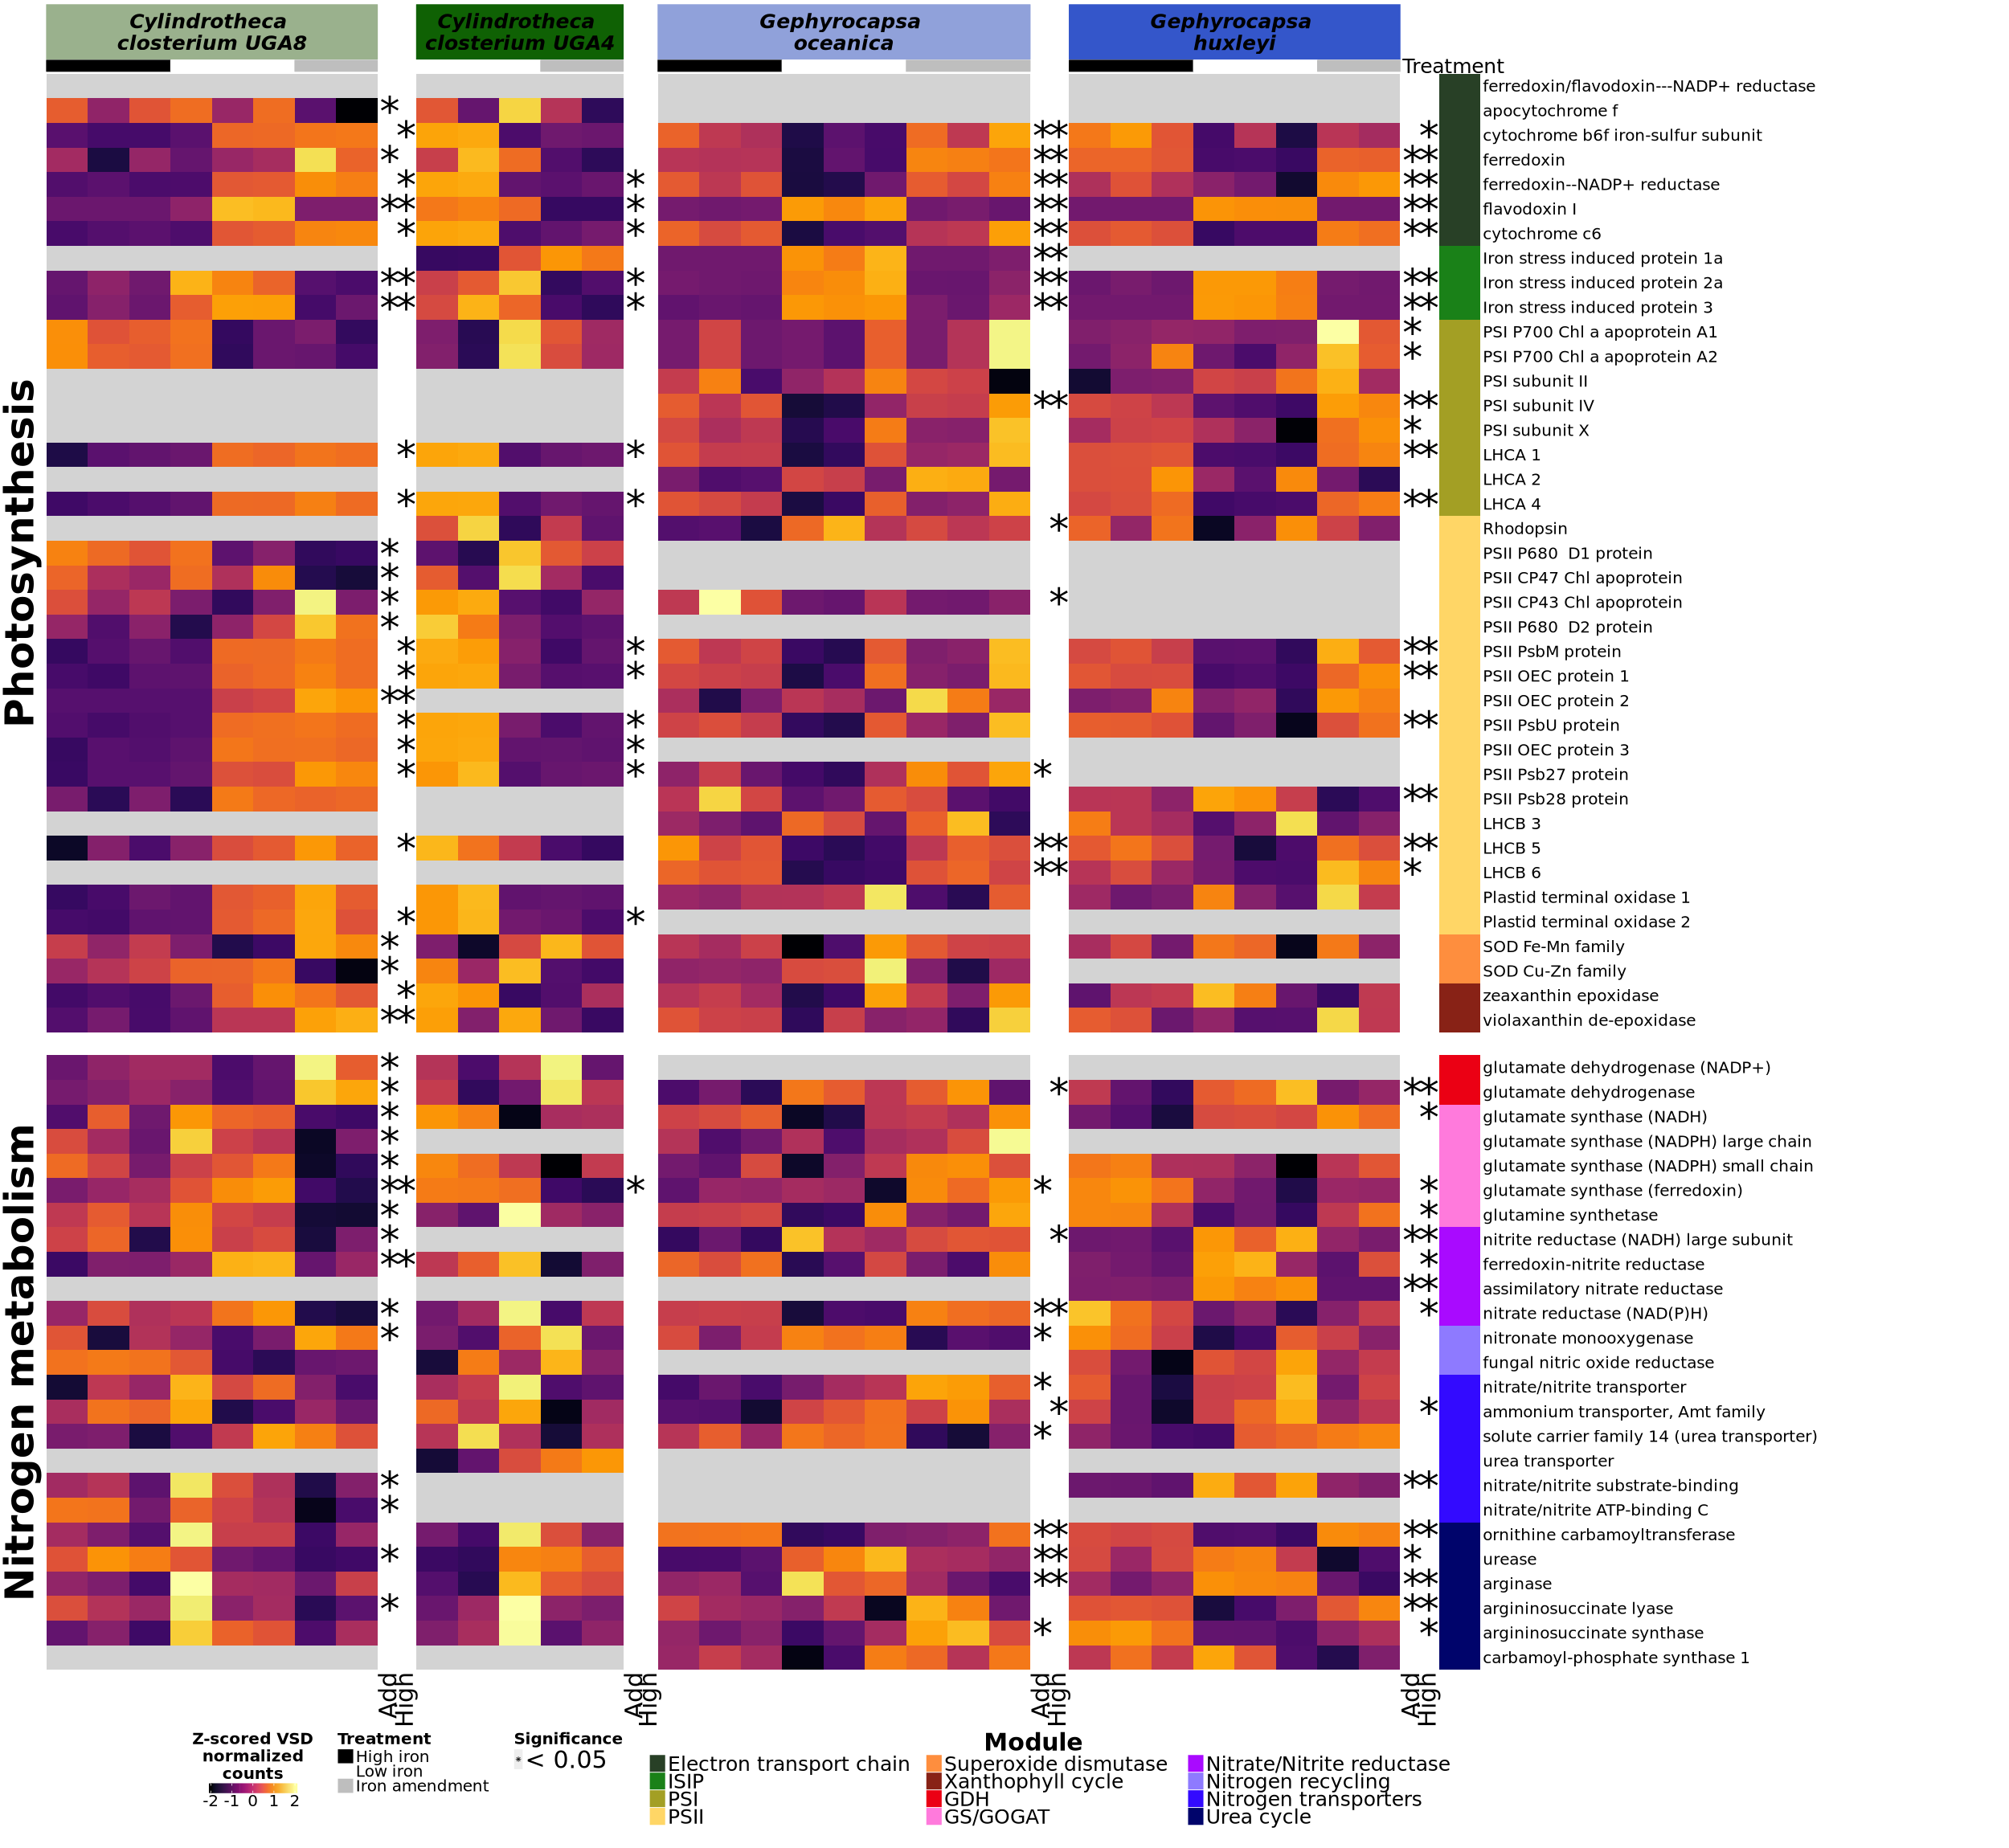 Cylindrotheca
closterium UGA8
Cylindrotheca
closterium UGA4
Gephyrocapsa
oceanica
Gephyrocapsa
huxleyi
Treatment
Photosynthesis
ferredoxin/flavodoxin---NADP+ reductase
apocytochrome f
*
cytochrome b6f iron-sulfur subunit
* ** *
ferredoxin
* ** **
ferredoxin--NADP+ reductase
* * ** **
flavodoxin I
** * ** **
cytochrome c6
* * ** **
Iron stress induced protein 1a
**
Iron stress induced protein 2a
** * ** **
Iron stress induced protein 3
** * ** **
PSI P700 Chl a apoprotein A1
*
PSI P700 Chl a apoprotein A2
*
PSI subunit II
PSI subunit IV
** **
PSI subunit X
*
LHCA 1
* * **
LHCA 2
LHCA 4
* * **
Rhodopsin
*
PSII P680  D1 protein
*
PSII CP47 Chl apoprotein
*
PSII CP43 Chl apoprotein
* *
PSII P680  D2 protein
*
PSII PsbM protein
* * **
PSII OEC protein 1
* * **
PSII OEC protein 2
**
PSII PsbU protein
* * **
PSII OEC protein 3
* *
PSII Psb27 protein
* * *
PSII Psb28 protein
**
LHCB 3
LHCB 5
* ** **
LHCB 6
** *
Plastid terminal oxidase 1
Plastid terminal oxidase 2
* *
SOD Fe-Mn family
*
SOD Cu-Zn family
*
zeaxanthin epoxidase
*
violaxanthin de-epoxidase
**
Nitrogen metabolism
glutamate dehydrogenase (NADP+)
*
glutamate dehydrogenase
* * **
glutamate synthase (NADH)
* *
glutamate synthase (NADPH) large chain
*
glutamate synthase (NADPH) small chain
*
glutamate synthase (ferredoxin)
** * * *
glutamine synthetase
* *
nitrite reductase (NADH) large subunit
* * **
ferredoxin-nitrite reductase
** *
assimilatory nitrate reductase
**
nitrate reductase (NAD(P)H)
* ** *
nitronate monooxygenase
* *
fungal nitric oxide reductase
nitrate/nitrite transporter
*
ammonium transporter, Amt family
* *
solute carrier family 14 (urea transporter)
*
urea transporter
nitrate/nitrite substrate-binding
* **
nitrate/nitrite ATP-binding C
*
ornithine carbamoyltransferase
** **
urease
* ** *
arginase
** **
argininosuccinate lyase
* **
argininosuccinate synthase
* *
carbamoyl-phosphate synthase 1
Add
High
Add
High
Add
High
Add
High
Z-scored VSD
normalized
counts
-2 -1 0 1 2
Treatment
High iron
Low iron
Iron amendment
Significance
* < 0.05
Module
Electron transport chain
ISIP
PSI
PSII
Superoxide dismutase
Xanthophyll cycle
GDH
GS/GOGAT
Nitrate/Nitrite reductase
Nitrogen recycling
Nitrogen transporters
Urea cycle